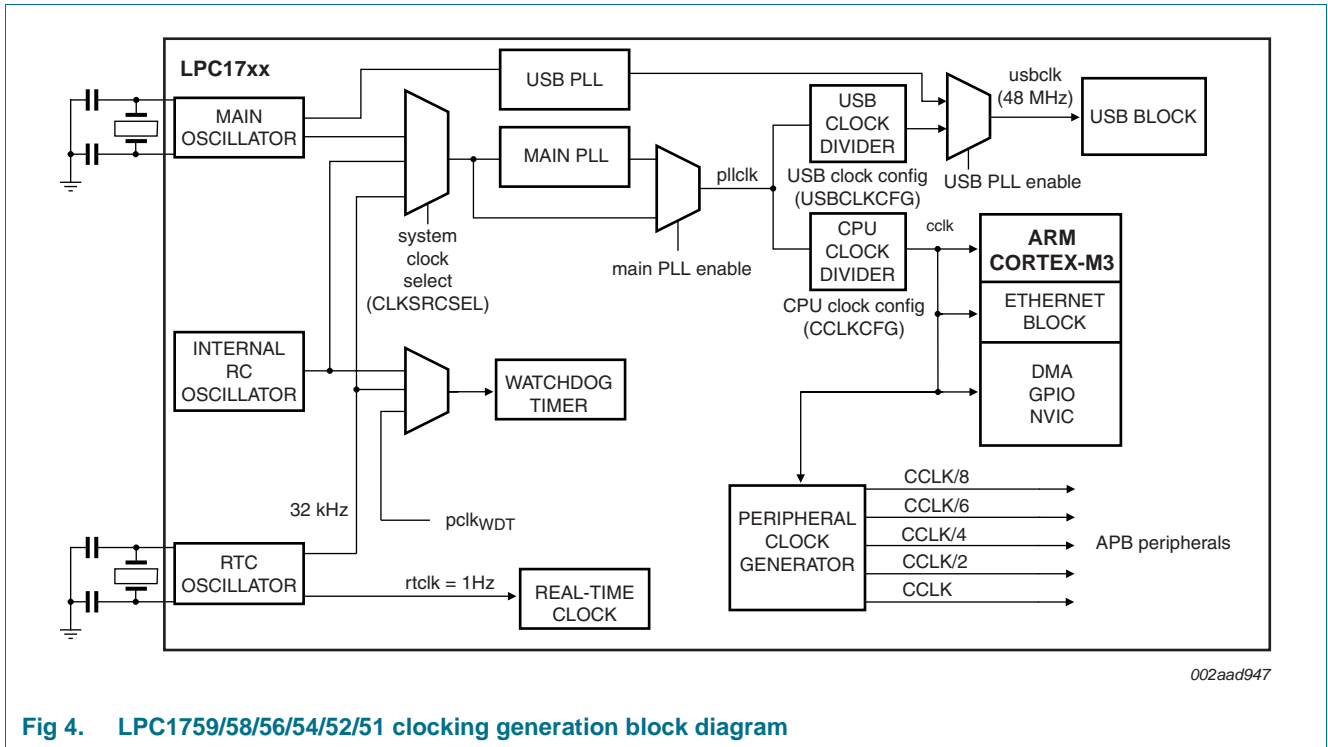 LPC17xx
MAIN
OSCILLATOR
USB PLL
MAIN PLL
system
clock
select
(CLKSRCSEL)
main PLL enable
pllclk
USB
CLOCK
DIVIDER
USB clock config
(USBCLKCFG)
usbclk
(48 MHz)
USB BLOCK
USB PLL enable
CPU
CLOCK
DIVIDER
CPU clock config
(CCLKCFG)
cclk
ARM
CORTEX-M3
ETHERNET
BLOCK
DMA
GPIO
NVIC
INTERNAL
RC
OSCILLATOR
WATCHDOG
TIMER
32 kHz
pclkWDT
RTC
OSCILLATOR
rtclk = 1Hz
REAL-TIME
CLOCK
PERIPHERAL
CLOCK
GENERATOR
CCLK/8
CCLK/6
CCLK/4
CCLK/2
CCLK
APB peripherals
002aad947
Fig 4. LPC1759/58/56/54/52/51 clocking generation block diagram